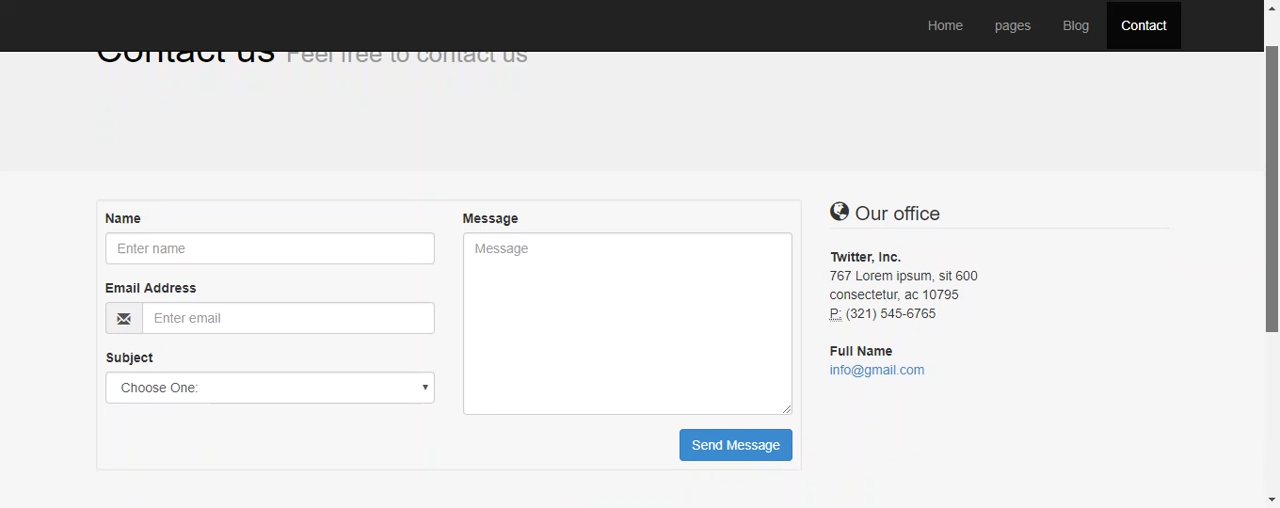 Home pages Blog Contact
Contact us Feel free to contact us
Name
Enter name
Email Address
Enter email
Subject
Choose One:
Message
Message
Send Message
Our office
Twitter, Inc.
767 Lorem ipsum, sit 600
consectetur, ac 10795
P: (321) 545-6765
Full Name
info@gmail.com